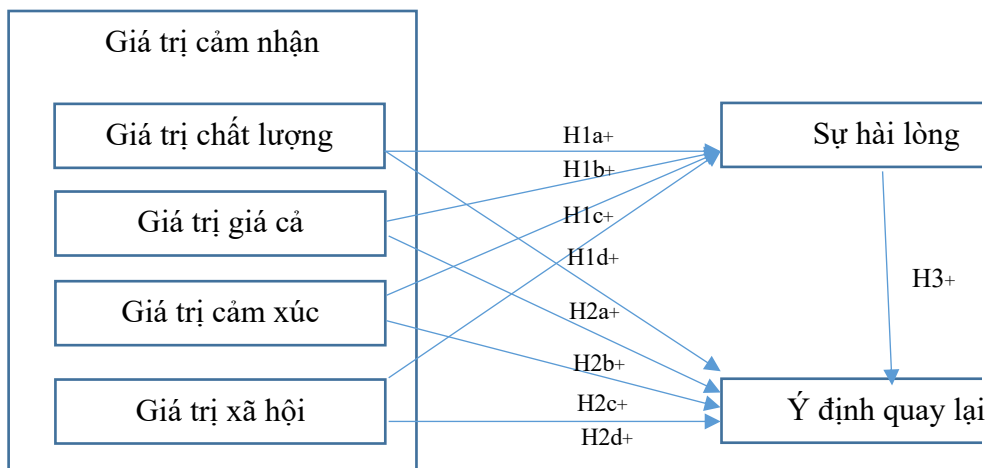 Giá trị cảm nhận
Giá trị chất lượng
Giá trị giá cả
Giá trị cảm xúc
Giá trị xã hội
H1a+
H1b+
H1c+
H1d+
H2a+
H2b+
H2c+
H2d+
Sự hài lòng
H3+
Ý định quay lại